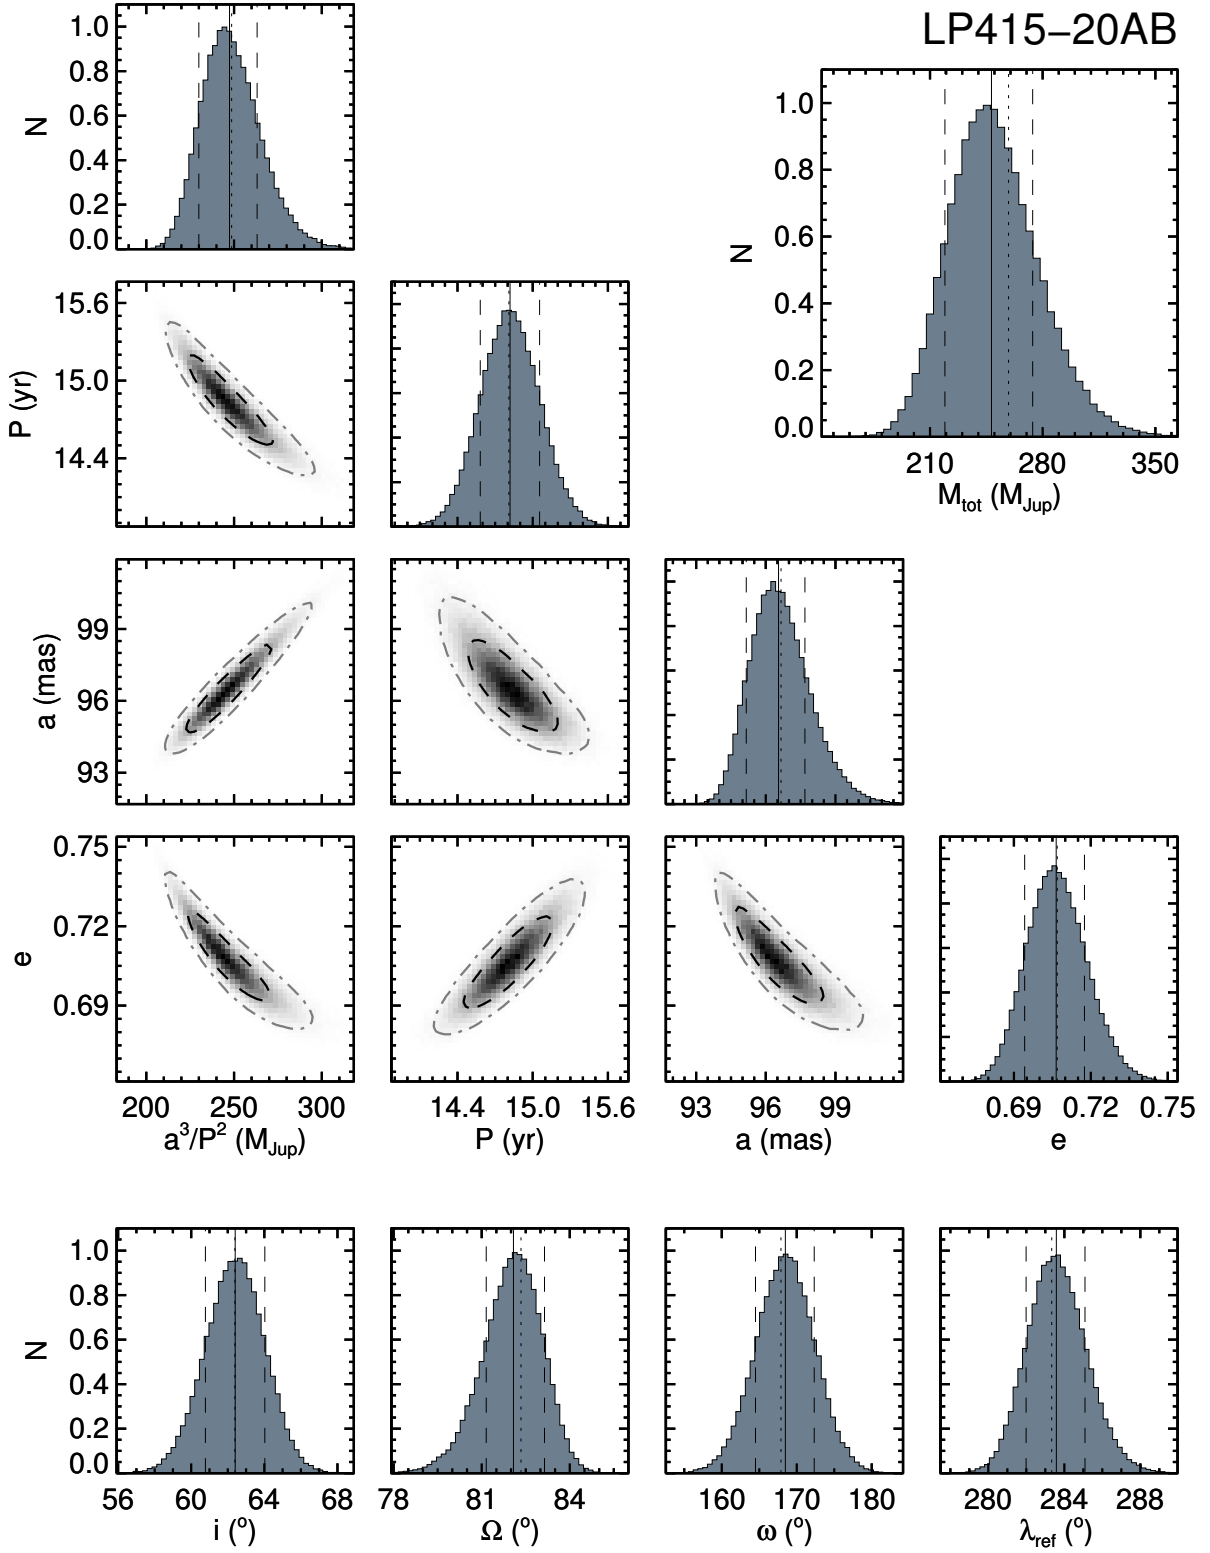 LP415−20AB
1.0
0.8
0.6
0.4
0.2
0.0
N
1.0
0.8
0.6
0.4
0.2
0.0
N
210 280 350
M_tot (M_Jup)
15.6
15.0
14.4
P (yr)
99
96
93
a (mas)
0.75
0.72
0.69
e
200 250 300 14.4 15.0 15.6 93 96 99 0.69 0.72 0.75
a³/P² (M_Jup) P (yr) a (mas) e
1.0
0.8
0.6
0.4
0.2
0.0
N
56 60 64 68 78 81 84 160 170 180 280 284 288
i (°) Ω (°) ω (°) λ_ref (°)